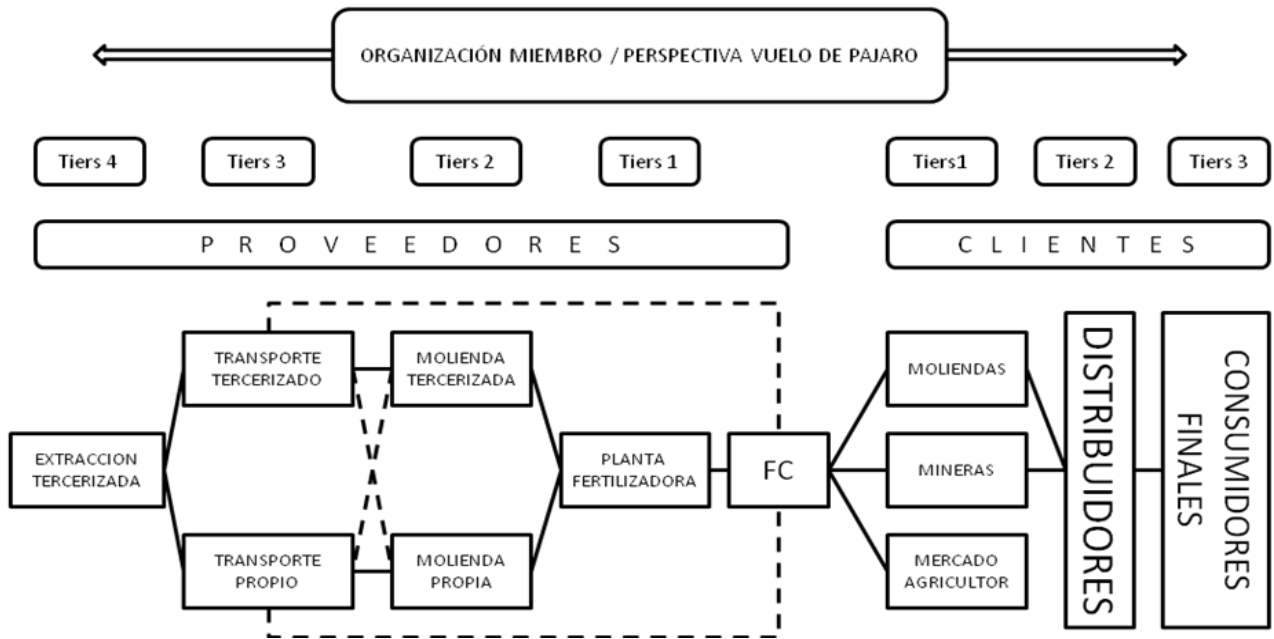 ORGANIZACIÓN MIEMBRO / PERSPECTIVA VUELO DE PAJARO
Tiers 4
Tiers 3
Tiers 2
Tiers 1
Tiers1
Tiers 2
Tiers 3
P R O V E E D O R E S
C L I E N T E S
EXTRACCION
TERCERIZADA
TRANSPORTE
TERCERIZADO
TRANSPORTE
PROPIO
MOLIENDA
TERCERIZADA
MOLIENDA
PROPIA
PLANTA
FERTILIZADORA
FC
MOLIENDAS
MINERAS
MERCADO
AGRICULTOR
DISTRIBUIDORES
CONSUMIDORES
FINALES